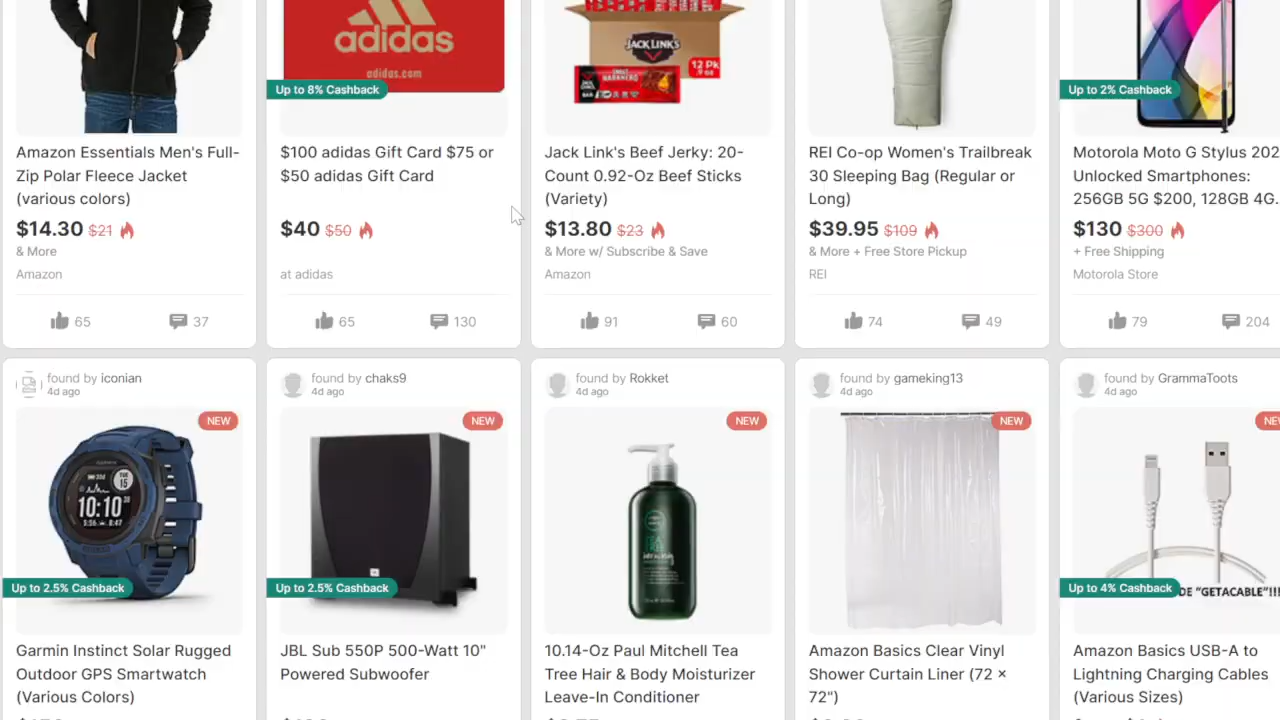 adidas
adidas.com
JACK LINK'S
12 Pk
Up to 8% Cashback
Up to 2% Cashback
Amazon Essentials Men's Full-
Zip Polar Fleece Jacket
(various colors)
$14.30 $21
& More
Amazon
65 37
$100 adidas Gift Card $75 or
$50 adidas Gift Card
$40 $50
at adidas
65 130
Jack Link's Beef Jerky: 20-
Count 0.92-Oz Beef Sticks
(Variety)
$13.80 $23
& More w/ Subscribe & Save
Amazon
91 60
REI Co-op Women's Trailbreak
30 Sleeping Bag (Regular or
Long)
$39.95 $109
& More + Free Store Pickup
REI
74 49
Motorola Moto G Stylus 202
Unlocked Smartphones:
256GB 5G $200, 128GB 4G.
$130 $300
+ Free Shipping
Motorola Store
79 204
found by iconian
4d ago
NEW
10:10
Up to 2.5% Cashback
Garmin Instinct Solar Rugged
Outdoor GPS Smartwatch
(Various Colors)
found by chaks9
4d ago
NEW
Up to 2.5% Cashback
JBL Sub 550P 500-Watt 10"
Powered Subwoofer
found by Rokket
4d ago
NEW
TEA TREE
10.14-Oz Paul Mitchell Tea
Tree Hair & Body Moisturizer
Leave-In Conditioner
found by gameking13
4d ago
NEW
Amazon Basics Clear Vinyl
Shower Curtain Liner (72 ×
72")
found by GrammaToots
4d ago
NE
DE "GETACABLE"!!!
Up to 4% Cashback
Amazon Basics USB-A to
Lightning Charging Cables
(Various Sizes)